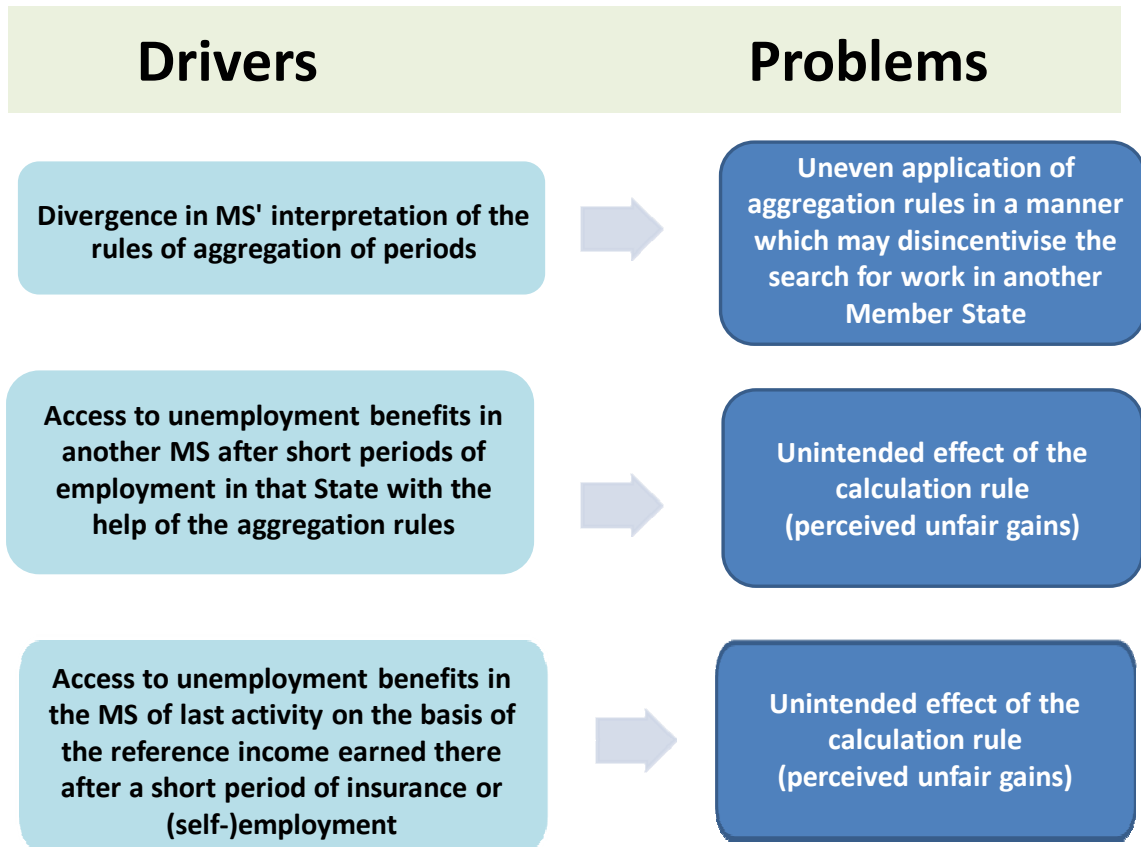 Drivers
Problems
Divergence in MS' interpretation of the
rules of aggregation of periods
Uneven application of
aggregation rules in a manner
which may disincentivise the
search for work in another
Member State
Access to unemployment benefits in
another MS after short periods of
employment in that State with the
help of the aggregation rules
Unintended effect of the
calculation rule
(perceived unfair gains)
Access to unemployment benefits in
the MS of last activity on the basis of
the reference income earned there
after a short period of insurance or
(self-)employment
Unintended effect of the
calculation rule
(perceived unfair gains)